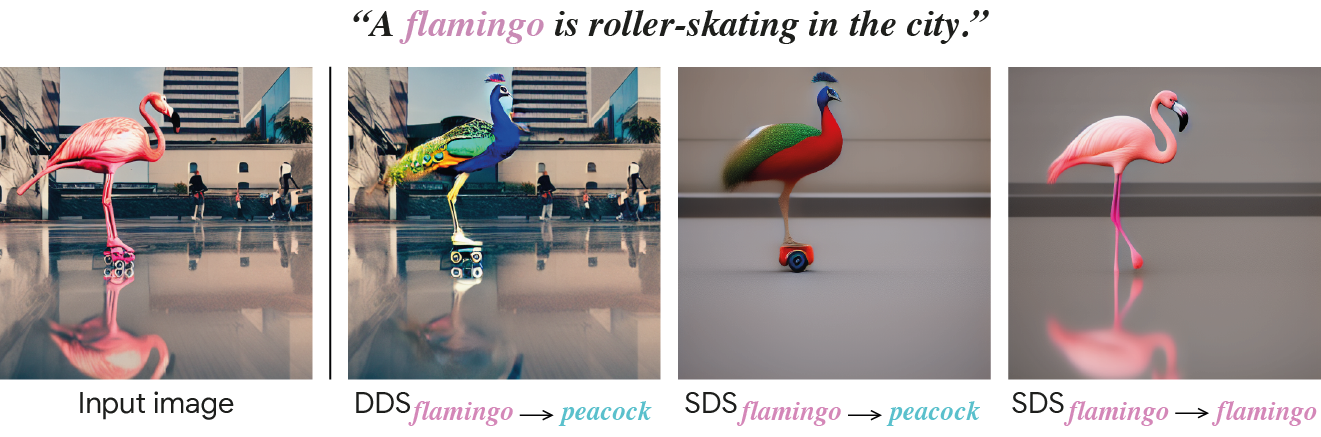 “A flamingo is roller-skating in the city.”
Input image
DDS flamingo → peacock
SDS flamingo → peacock
SDS flamingo → flamingo